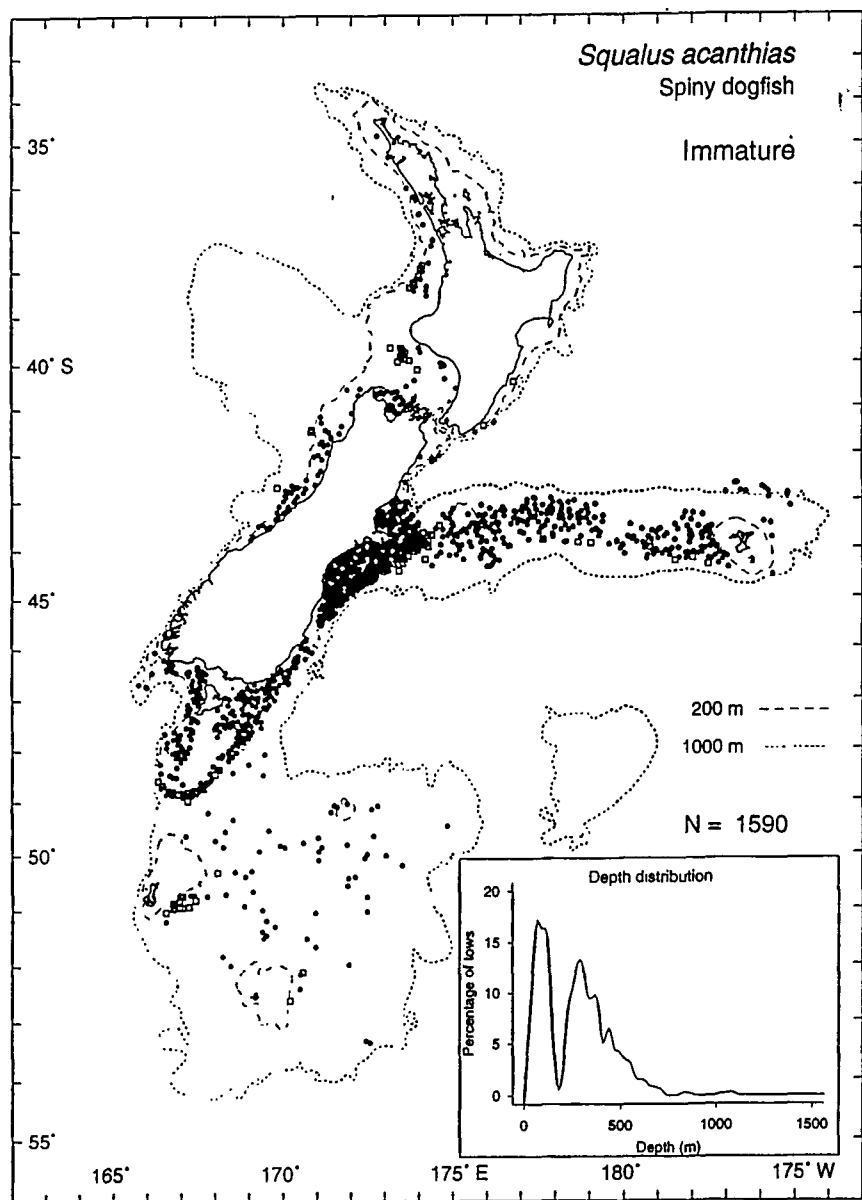 Squalus acanthias
Spiny dogfish
Immature
35°
40° S
45°
50°
55°
200 m
1000 m
N = 1590
Depth distribution
Percentage of tows
20
15
10
5
0
0 500 1000 1500
Depth (m)
165° 170° 175° E 180° 175° W